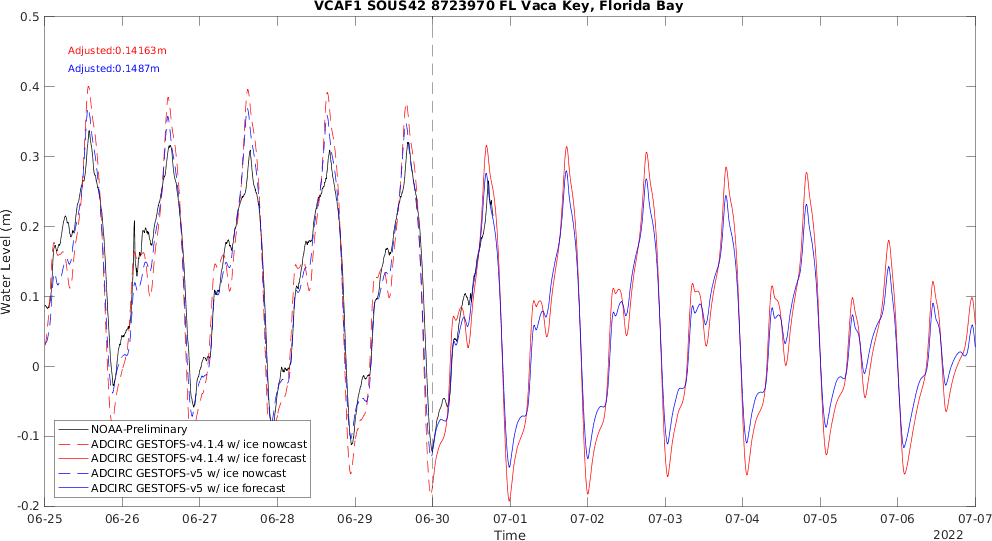 VCAF1 SOUS42 8723970 FL Vaca Key, Florida Bay
0.5
Adjusted:0.14163m
Adjusted:0.1487m
0.4
0.3
0.2
0.1
0
-0.1
-0.2
Water Level (m)
NOAA-Preliminary
ADCIRC GESTOFS-v4.1.4 w/ ice nowcast
ADCIRC GESTOFS-v4.1.4 w/ ice forecast
ADCIRC GESTOFS-v5 w/ ice nowcast
ADCIRC GESTOFS-v5 w/ ice forecast
06-25 06-26 06-27 06-28 06-29 06-30 07-01 07-02 07-03 07-04 07-05 07-06 07-07
Time
2022